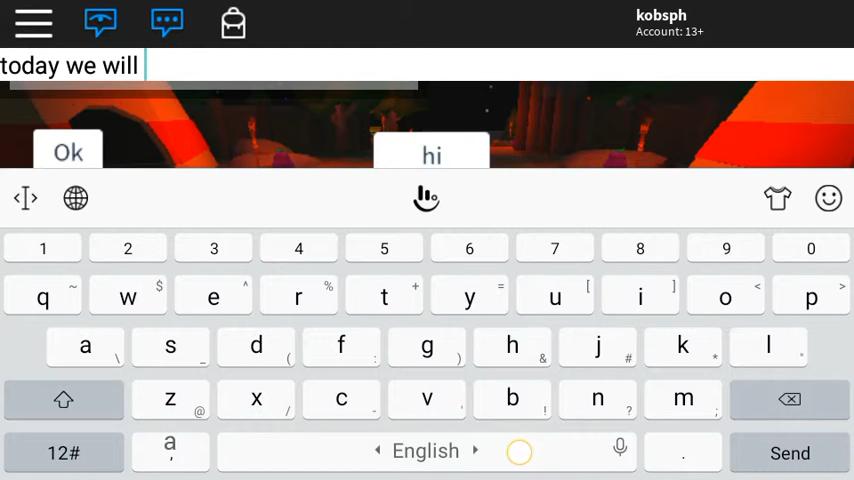 kobsph
Account: 13+
today we will
Ok
hi
1 2 3 4 5 6 7 8 9 0
q ~ w $ e ^ r % t + y = u [ i ] o < p >
a \ s _ d ( f : g ) h & j # k * l "
z @ x / c - v ' b ! n ? m ;
12# a , English . Send